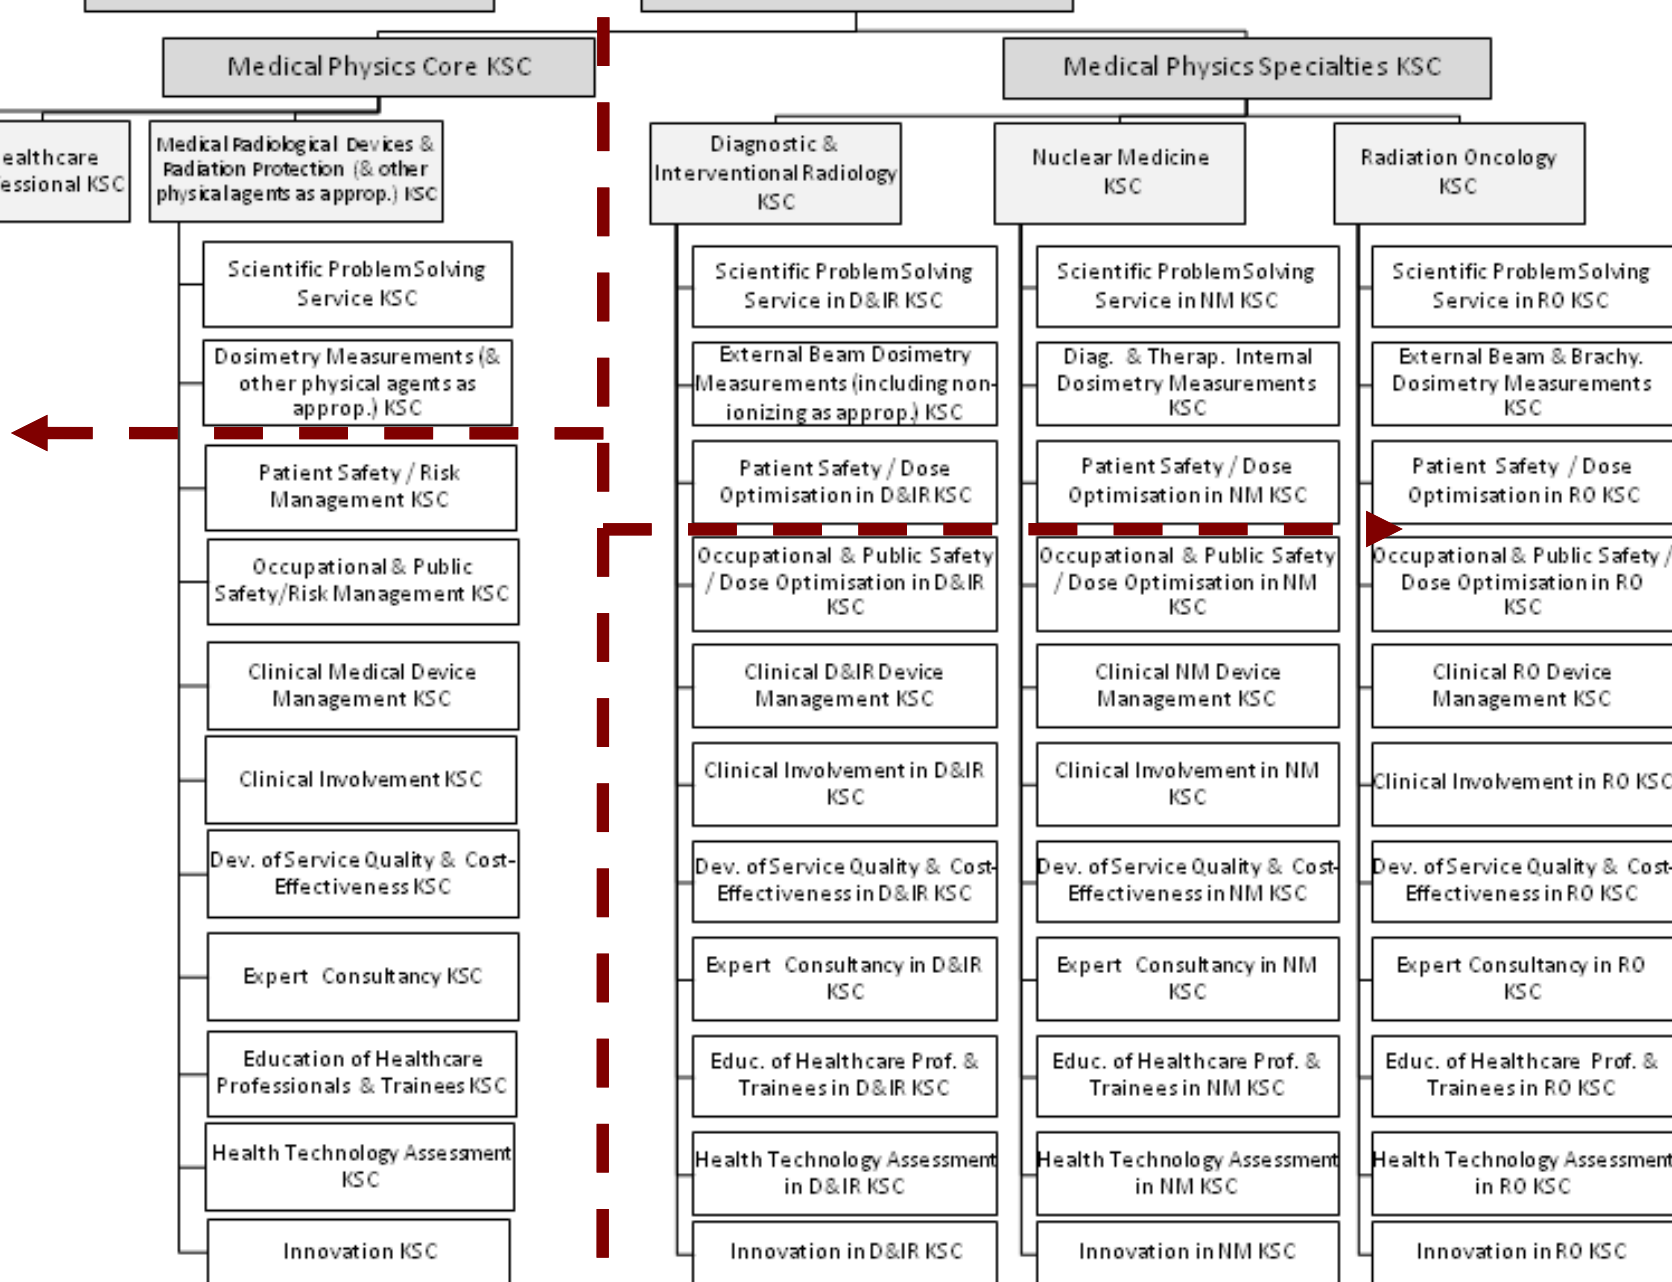 Medical Physics Core KSC
Medical Physics Specialties KSC
ealthcare
essional KSC
Medical Radiological Devices &
Radiation Protection (& other
physical agents as approp.) KSC
Diagnostic &
Interventional Radiology
KSC
Nuclear Medicine
KSC
Radiation Oncology
KSC
Scientific Problem Solving
Service KSC
Dosimetry Measurements (&
other physical agents as
approp.) KSC
Patient Safety / Risk
Management KSC
Occupational & Public
Safety/Risk Management KSC
Clinical Medical Device
Management KSC
Clinical Involvement KSC
Dev. of Service Quality & Cost-
Effectiveness KSC
Expert Consultancy KSC
Education of Healthcare
Professionals & Trainees KSC
Health Technology Assessment
KSC
Innovation KSC
Scientific Problem Solving
Service in D&IR KSC
External Beam Dosimetry
Measurements (including non-
ionizing as approp.) KSC
Patient Safety / Dose
Optimisation in D&IR KSC
Occupational & Public Safety
/ Dose Optimisation in D&IR
KSC
Clinical D&IR Device
Management KSC
Clinical Involvement in D&IR
KSC
Dev. of Service Quality & Cost-
Effectiveness in D&IR KSC
Expert Consultancy in D&IR
KSC
Educ. of Healthcare Prof. &
Trainees in D&IR KSC
Health Technology Assessment
in D&IR KSC
Innovation in D&IR KSC
Scientific Problem Solving
Service in NM KSC
Diag. & Therap. Internal
Dosimetry Measurements
KSC
Patient Safety / Dose
Optimisation in NM KSC
Occupational & Public Safety
/ Dose Optimisation in NM
KSC
Clinical NM Device
Management KSC
Clinical Involvement in NM
KSC
Dev. of Service Quality & Cost-
Effectiveness in NM KSC
Expert Consultancy in NM
KSC
Educ. of Healthcare Prof. &
Trainees in NM KSC
Health Technology Assessment
in NM KSC
Innovation in NM KSC
Scientific Problem Solving
Service in RO KSC
External Beam & Brachy.
Dosimetry Measurements
KSC
Patient Safety / Dose
Optimisation in RO KSC
Occupational & Public Safety /
Dose Optimisation in RO
KSC
Clinical RO Device
Management KSC
Clinical Involvement in RO KSC
Dev. of Service Quality & Cost-
Effectiveness in RO KSC
Expert Consultancy in RO
KSC
Educ. of Healthcare Prof. &
Trainees in RO KSC
Health Technology Assessment
in RO KSC
Innovation in RO KSC